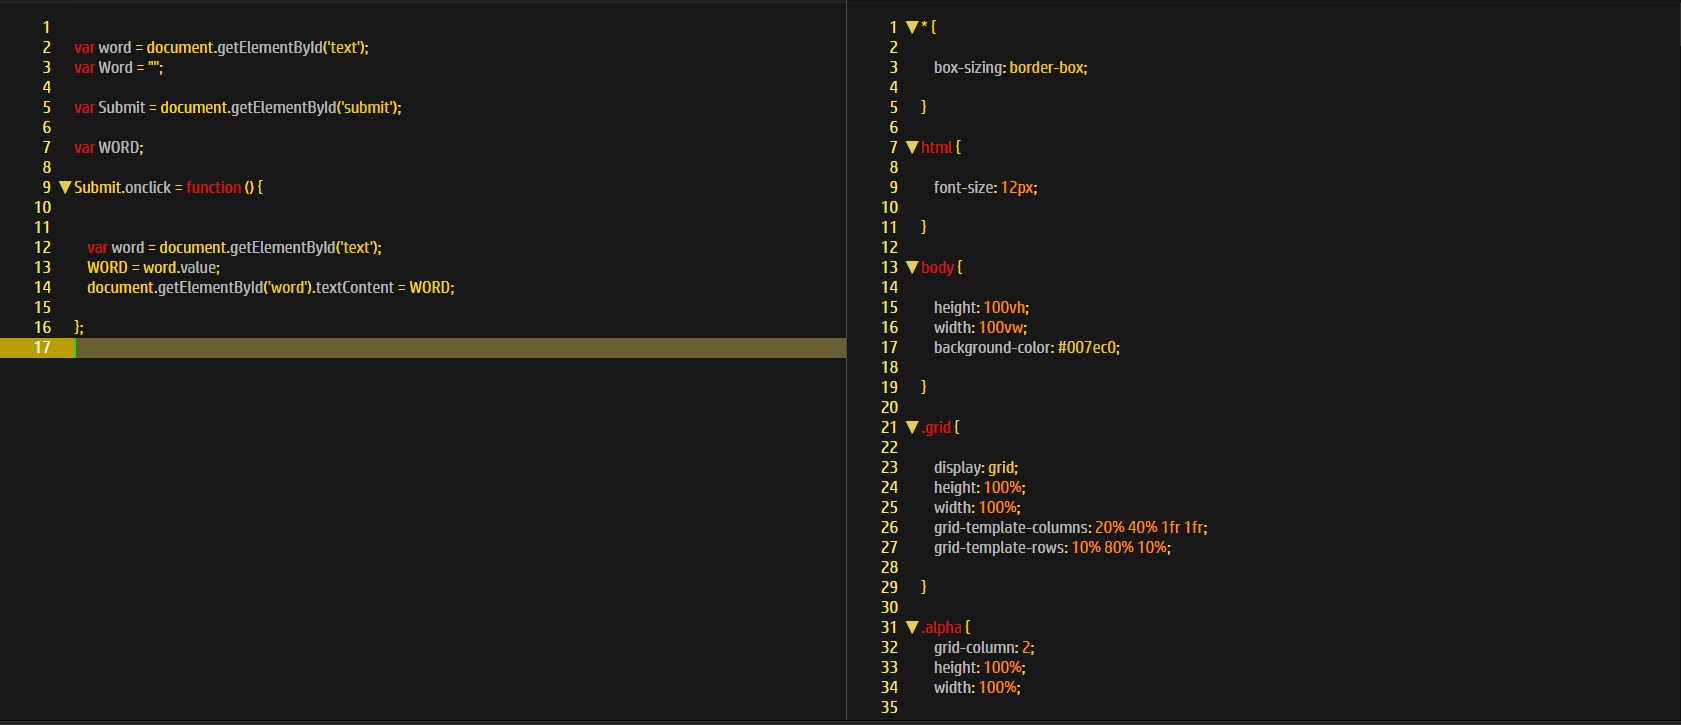 1
2 var word = document.getElementById('text');
3 var Word = "";
4
5 var Submit = document.getElementById('submit');
6
7 var WORD;
8
9 Submit.onclick = function () {
10
11
12 var word = document.getElementById('text');
13 WORD = word.value;
14 document.getElementById('word').textContent = WORD;
15
16 };
17
1 * {
2
3 box-sizing: border-box;
4
5 }
6
7 html {
8
9 font-size: 12px;
10
11 }
12
13 body {
14
15 height: 100vh;
16 width: 100vw;
17 background-color: #007ec0;
18
19 }
20
21 .grid {
22
23 display: grid;
24 height: 100%;
25 width: 100%;
26 grid-template-columns: 20% 40% 1fr 1fr;
27 grid-template-rows: 10% 80% 10%;
28
29 }
30
31 .alpha {
32 grid-column: 2;
33 height: 100%;
34 width: 100%;
35